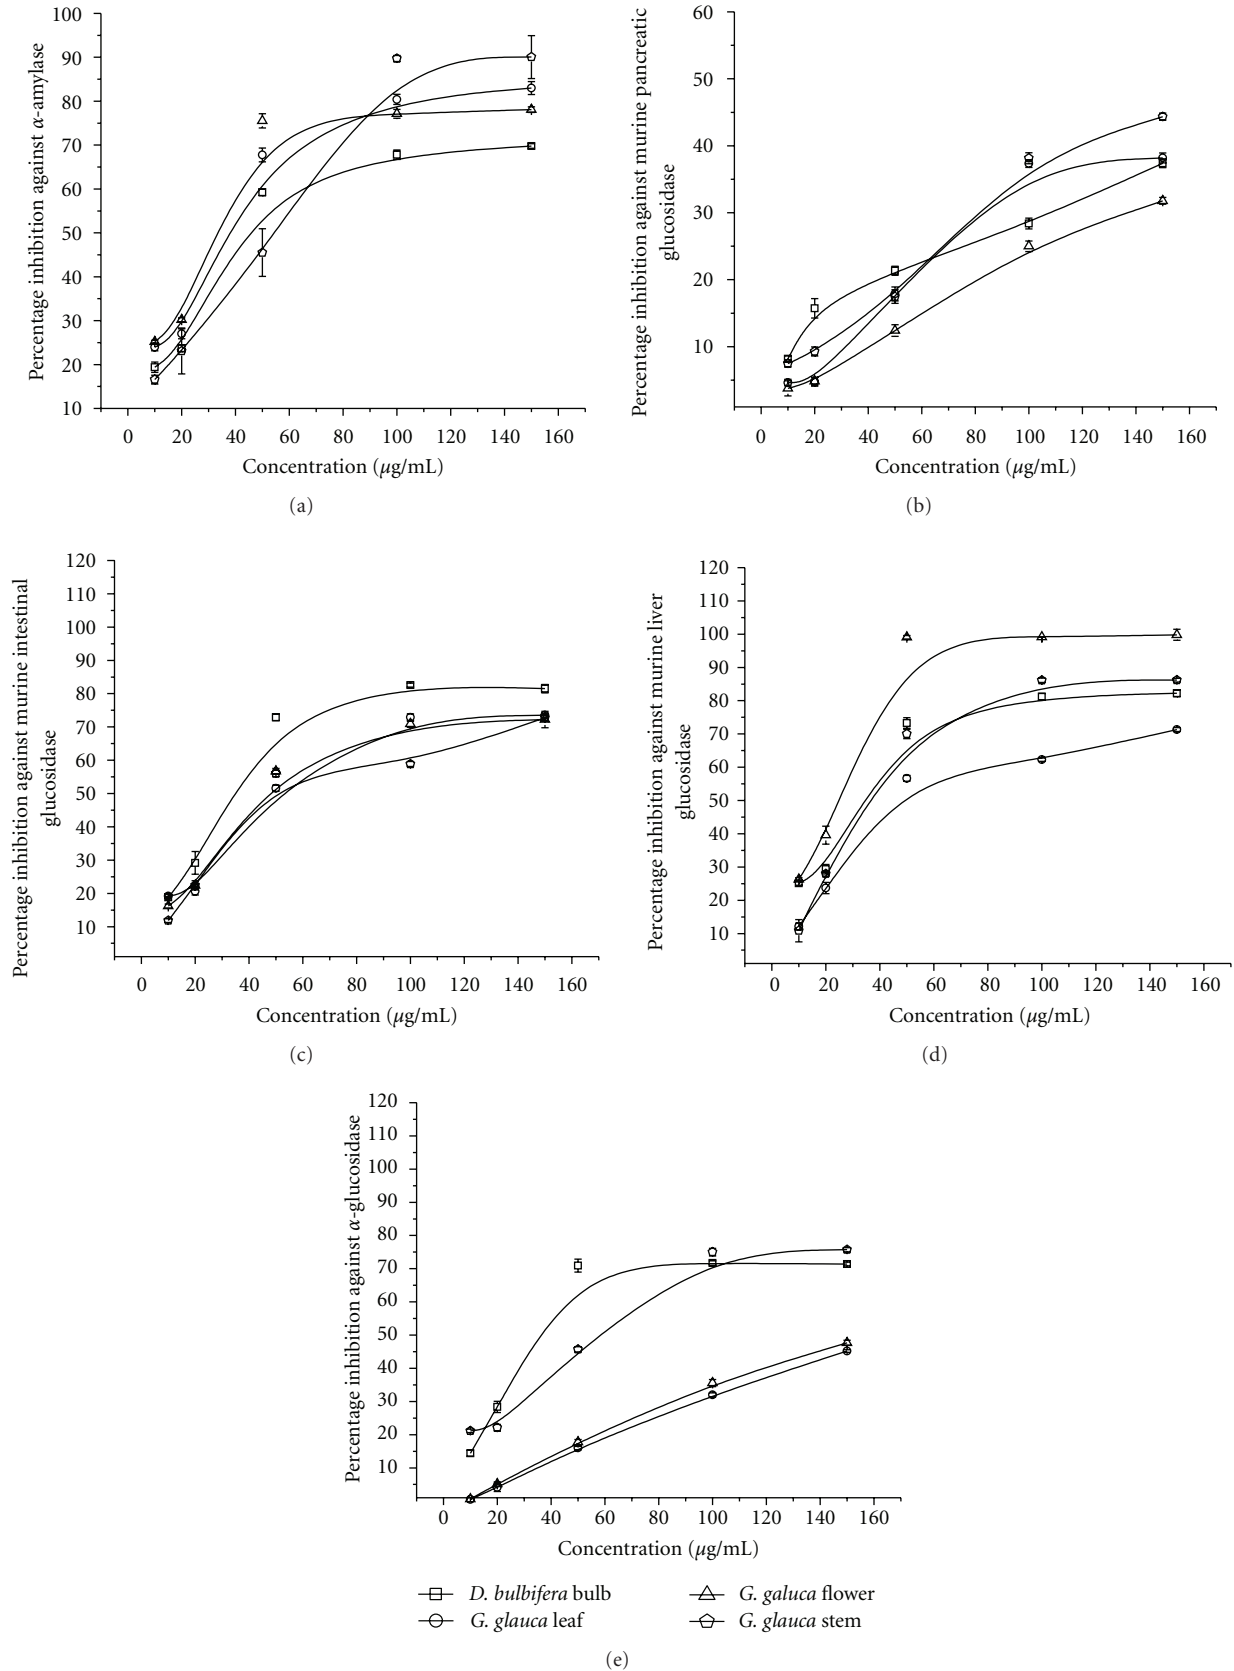 100
90
80
70
60
50
40
30
20
10
0 20 40 60 80 100 120 140 160
Percentage inhibition against α-amylase
Concentration (µg/mL)
(a)
60
50
40
30
20
10
0 20 40 60 80 100 120 140 160
Percentage inhibition against murine pancreatic
glucosidase
Concentration (µg/mL)
(b)
120
110
100
90
80
70
60
50
40
30
20
10
0 20 40 60 80 100 120 140 160
Percentage inhibition against murine intestinal
glucosidase
Concentration (µg/mL)
(c)
120
110
100
90
80
70
60
50
40
30
20
10
0 20 40 60 80 100 120 140 160
Percentage inhibition against murine liver
glucosidase
Concentration (µg/mL)
(d)
120
110
100
90
80
70
60
50
40
30
20
10
0 20 40 60 80 100 120 140 160
Percentage inhibition against α-glucosidase
Concentration (µg/mL)
D. bulbifera bulb
G. glauca leaf
G. galuca flower
G. glauca stem
(e)